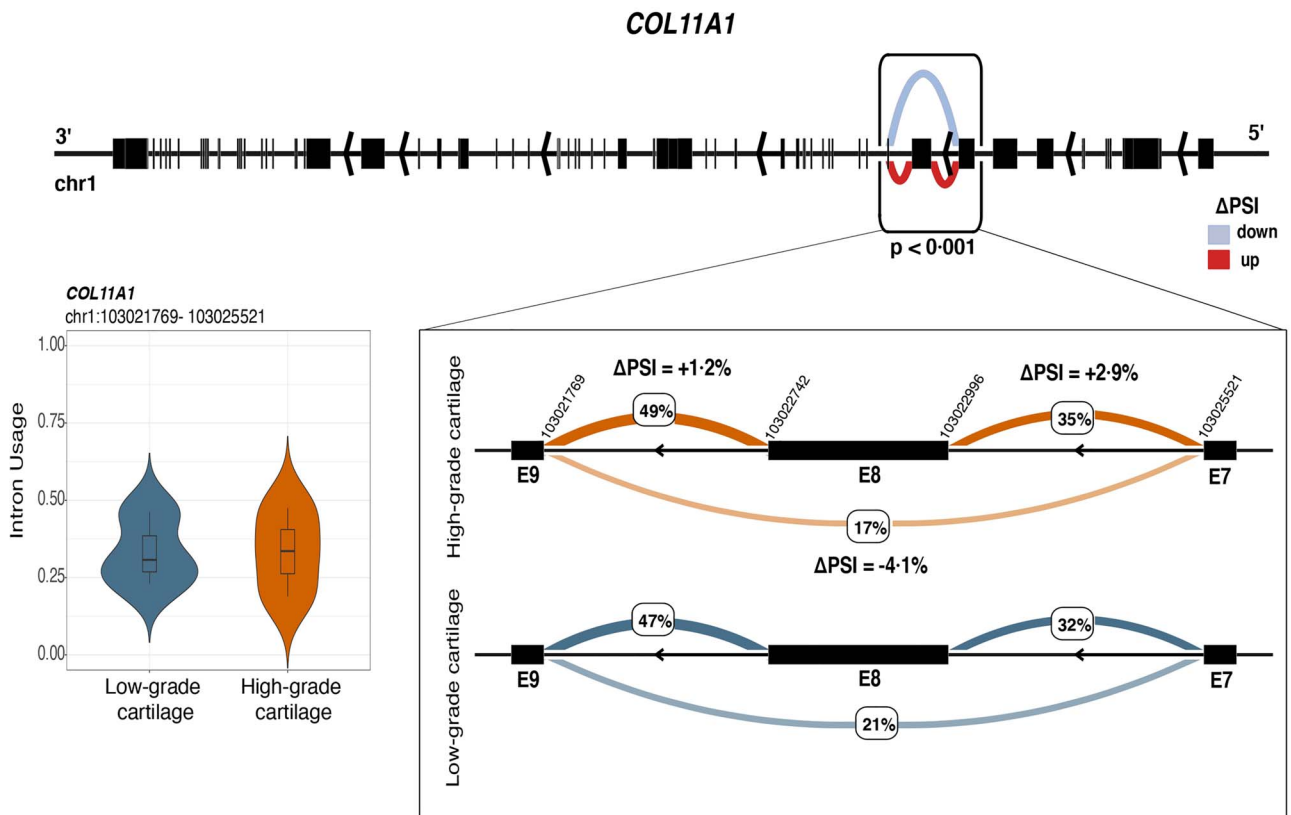 COL11A1
3'
5'
chr1
p < 0·001
ΔPSI
down
up
COL11A1
chr1:103021769- 103025521
Intron Usage
1.00
0.75
0.50
0.25
0.00
Low-grade
cartilage
High-grade
cartilage
High-grade cartilage
ΔPSI = +1·2%
ΔPSI = +2·9%
103021769
103022742
103022996
103025521
49%
35%
E9
E8
E7
17%
ΔPSI = -4·1%
Low-grade cartilage
47%
32%
E9
E8
E7
21%